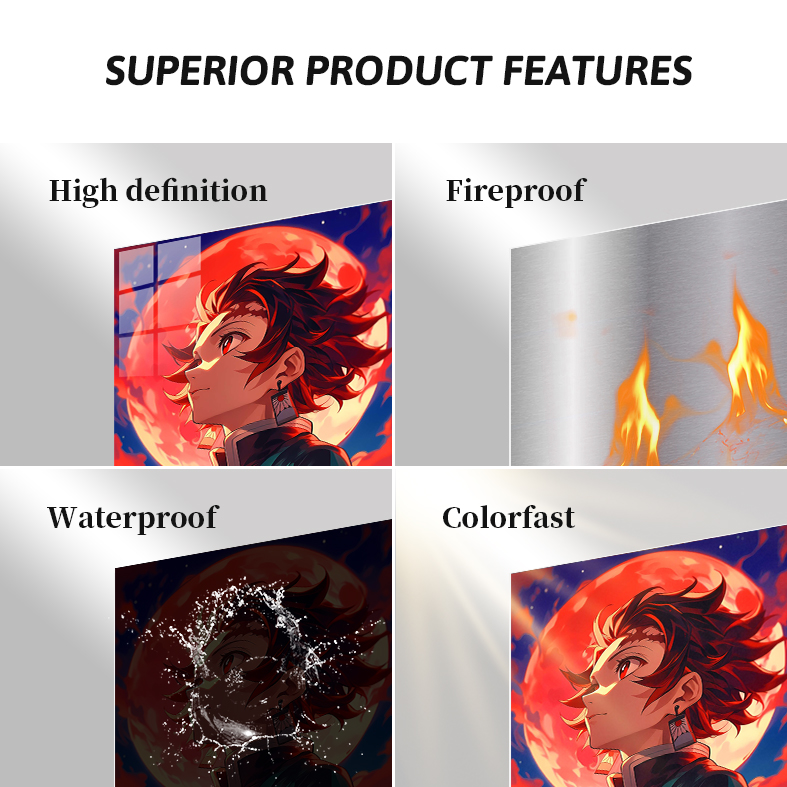 SUPERIOR PRODUCT FEATURES
High definition
Fireproof
Waterproof
Colorfast